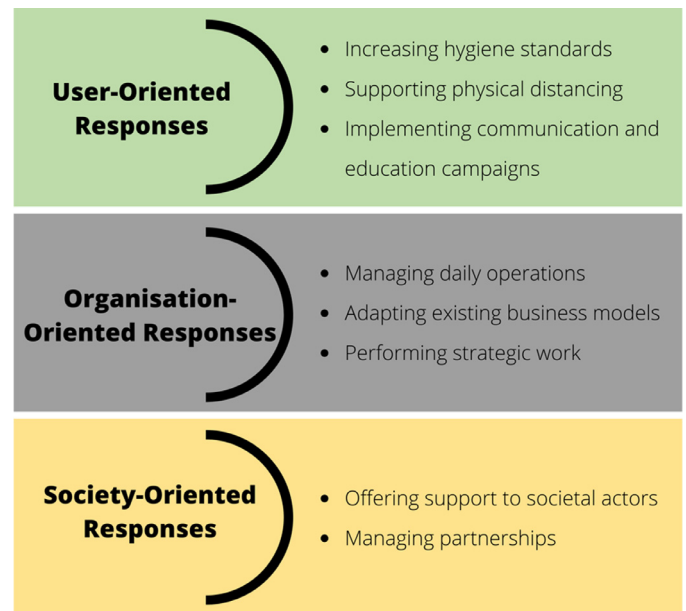 User-Oriented
Responses
• Increasing hygiene standards
• Supporting physical distancing
• Implementing communication and
education campaigns
Organisation-
Oriented Responses
• Managing daily operations
• Adapting existing business models
• Performing strategic work
Society-Oriented
Responses
• Offering support to societal actors
• Managing partnerships